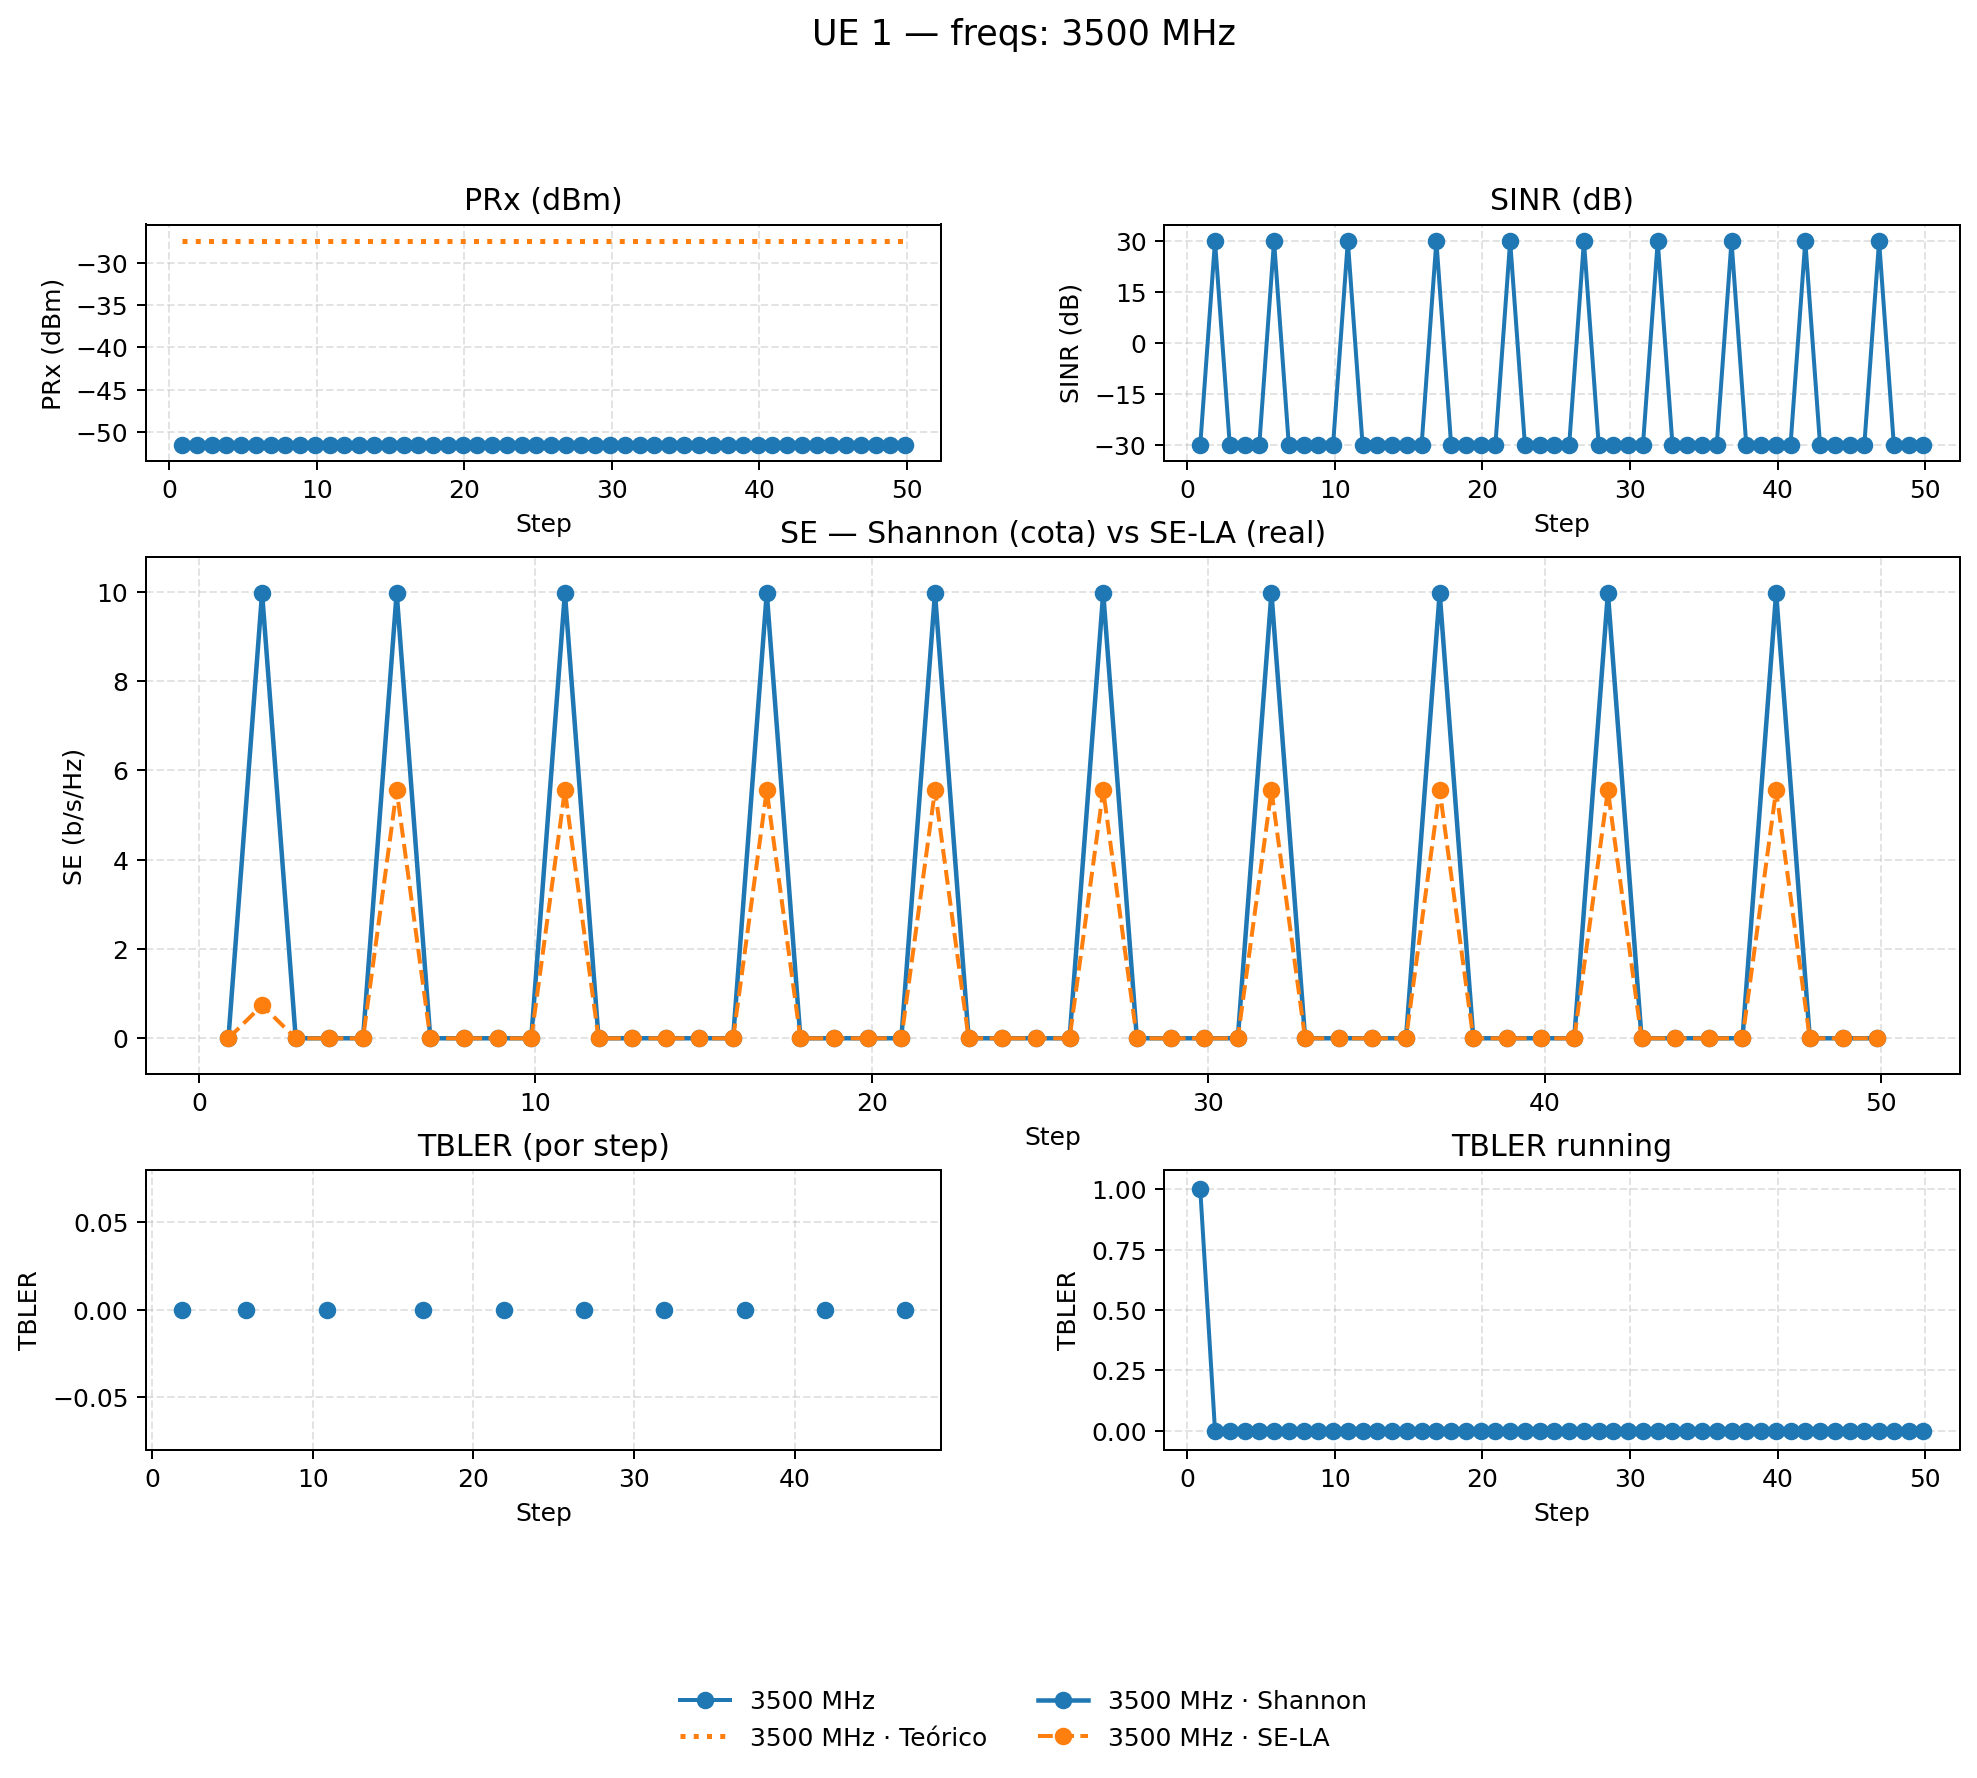 UE 1 — freqs: 3500 MHz
PRx (dBm)
PRx (dBm)
−30
−35
−40
−45
−50
0 10 20 30 40 50
Step
SINR (dB)
SINR (dB)
30
15
0
−15
−30
0 10 20 30 40 50
Step
SE — Shannon (cota) vs SE-LA (real)
SE (b/s/Hz)
10
8
6
4
2
0
0 10 20 30 40 50
Step
TBLER (por step)
TBLER
0.05
0.00
−0.05
0 10 20 30 40
Step
TBLER running
TBLER
1.00
0.75
0.50
0.25
0.00
0 10 20 30 40 50
Step
3500 MHz
3500 MHz · Teórico
3500 MHz · Shannon
3500 MHz · SE-LA